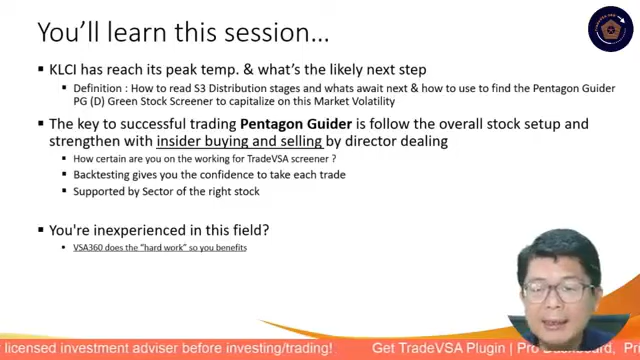 You'll learn this session...
KLCI has reach its peak temp. & what's the likely next step
Definition : How to read S3 Distribution stages and whats await next & how to use to find the Pentagon Guider
PG (D) Green Stock Screener to capitalize on this Market Volatility
The key to successful trading Pentagon Guider is follow the overall stock setup and
strengthen with insider buying and selling by director dealing
How certain are you on the working for TradeVSA screener ?
Backtesting gives you the confidence to take each trade
Supported by Sector of the right stock
You're inexperienced in this field?
VSA360 does the "hard work" so you benefits
licensed investment adviser before investing/trading! Get TradeVSA Plugin | Pro Dashboard,